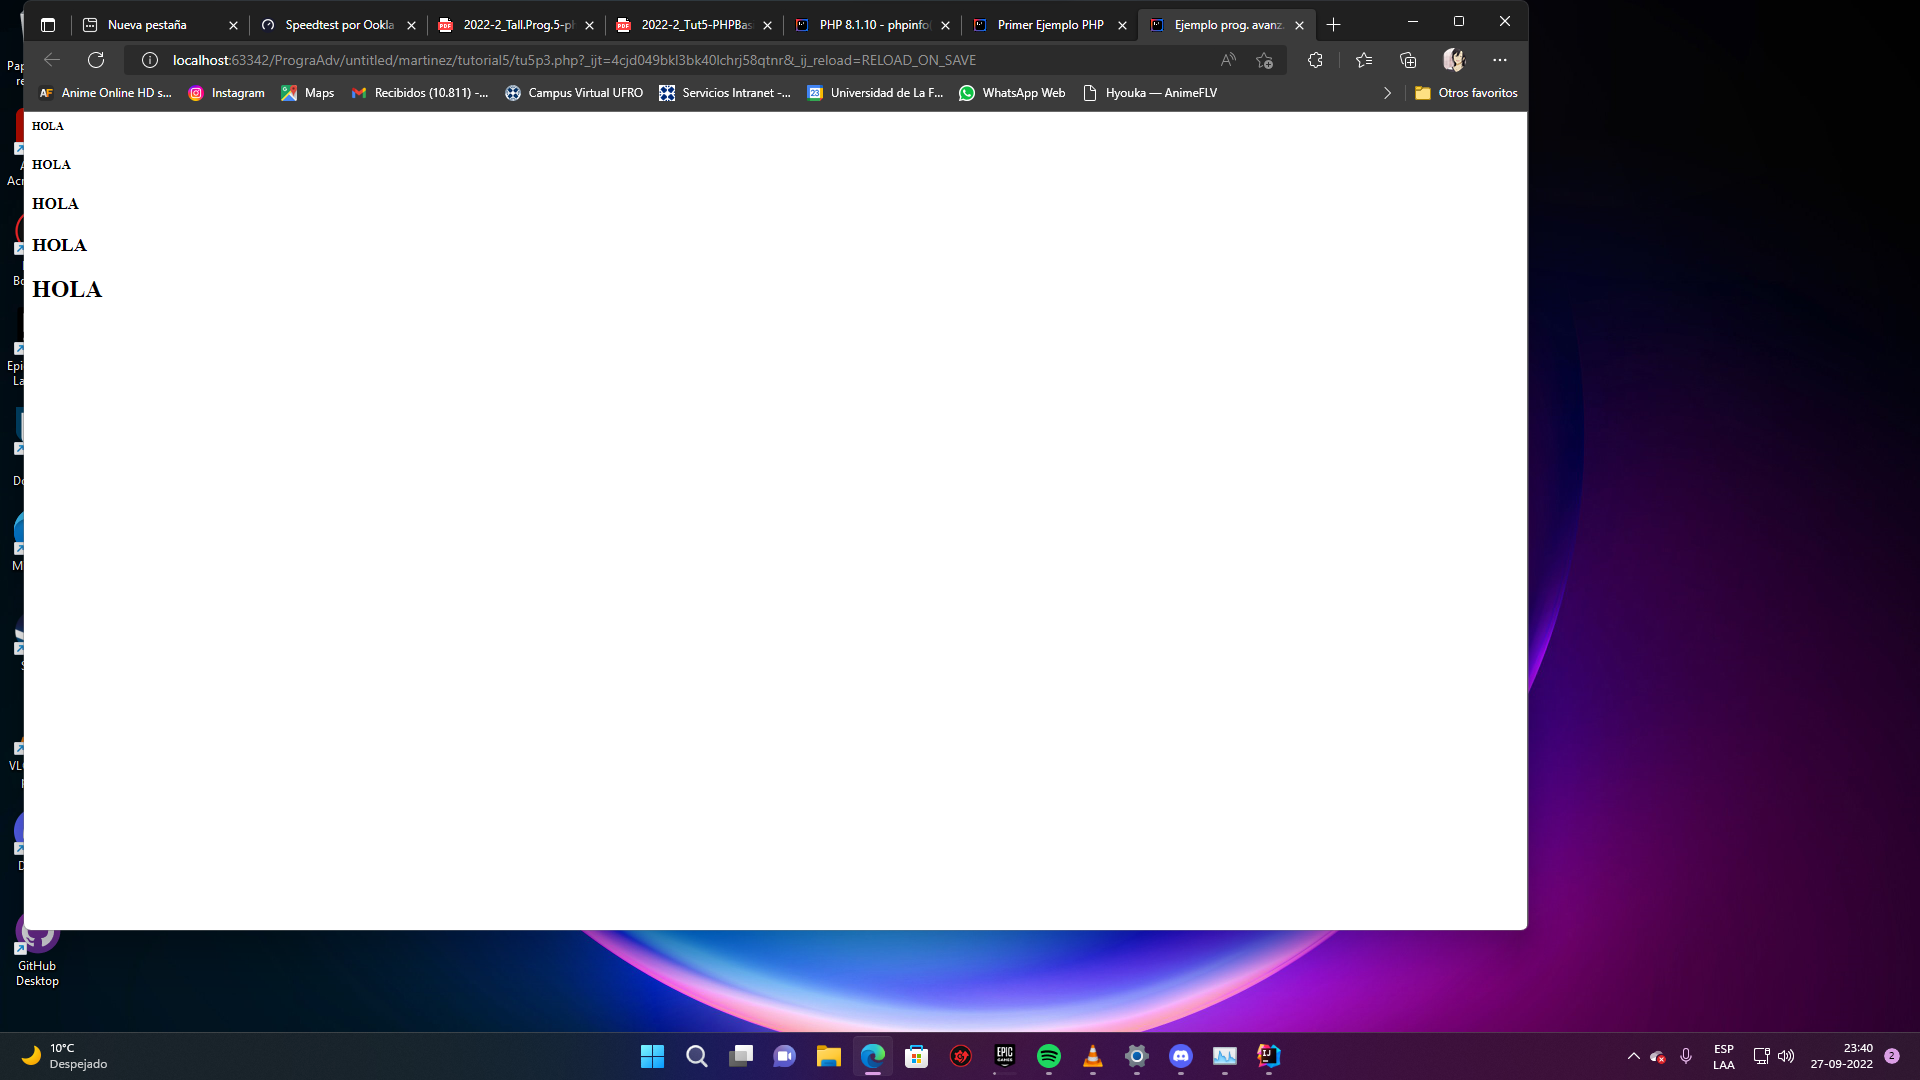 Nueva pestaña
Speedtest por Ookla
2022-2_Tall.Prog.5-ph
2022-2_Tut5-PHPBas
PHP 8.1.10 - phpinfo(
Primer Ejemplo PHP
Ejemplo prog. avanz.
localhost:63342/PrograAdv/untitled/martinez/tutorial5/tu5p3.php?_ijt=4cjd049bkl3bk40lchrj58qtnr&_ij_reload=RELOAD_ON_SAVE
Anime Online HD s...
Instagram
Maps
Recibidos (10.811) -...
Campus Virtual UFRO
Servicios Intranet -...
Universidad de La F...
WhatsApp Web
Hyouka — AnimeFLV
Otros favoritos
HOLA
HOLA
HOLA
HOLA
HOLA
GitHub
Desktop
10°C
Despejado
ESP
LAA
23:40
27-09-2022
2